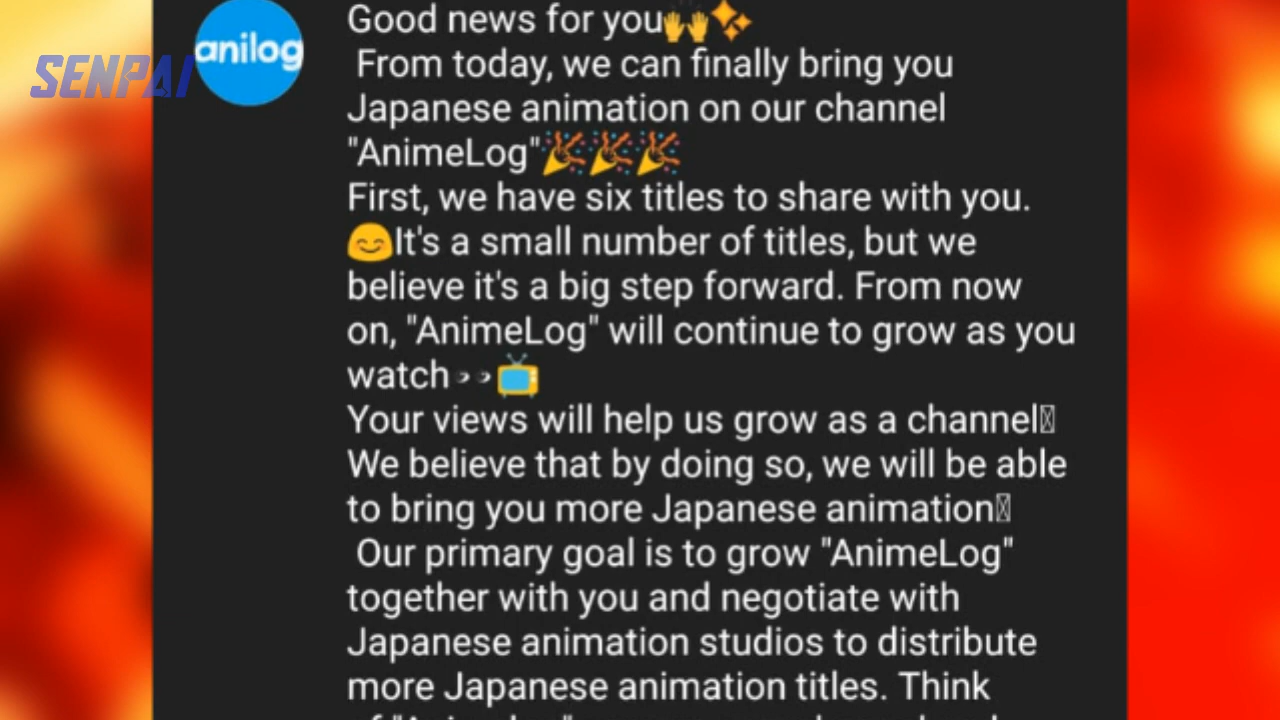 SENPAI
anilog
Good news for you🙌✨
From today, we can finally bring you
Japanese animation on our channel
"AnimeLog"🎉🎉🎉
First, we have six titles to share with you.
😊It's a small number of titles, but we
believe it's a big step forward. From now
on, "AnimeLog" will continue to grow as you
watch👀📺
Your views will help us grow as a channel
We believe that by doing so, we will be able
to bring you more Japanese animation
Our primary goal is to grow "AnimeLog"
together with you and negotiate with
Japanese animation studios to distribute
more Japanese animation titles. Think